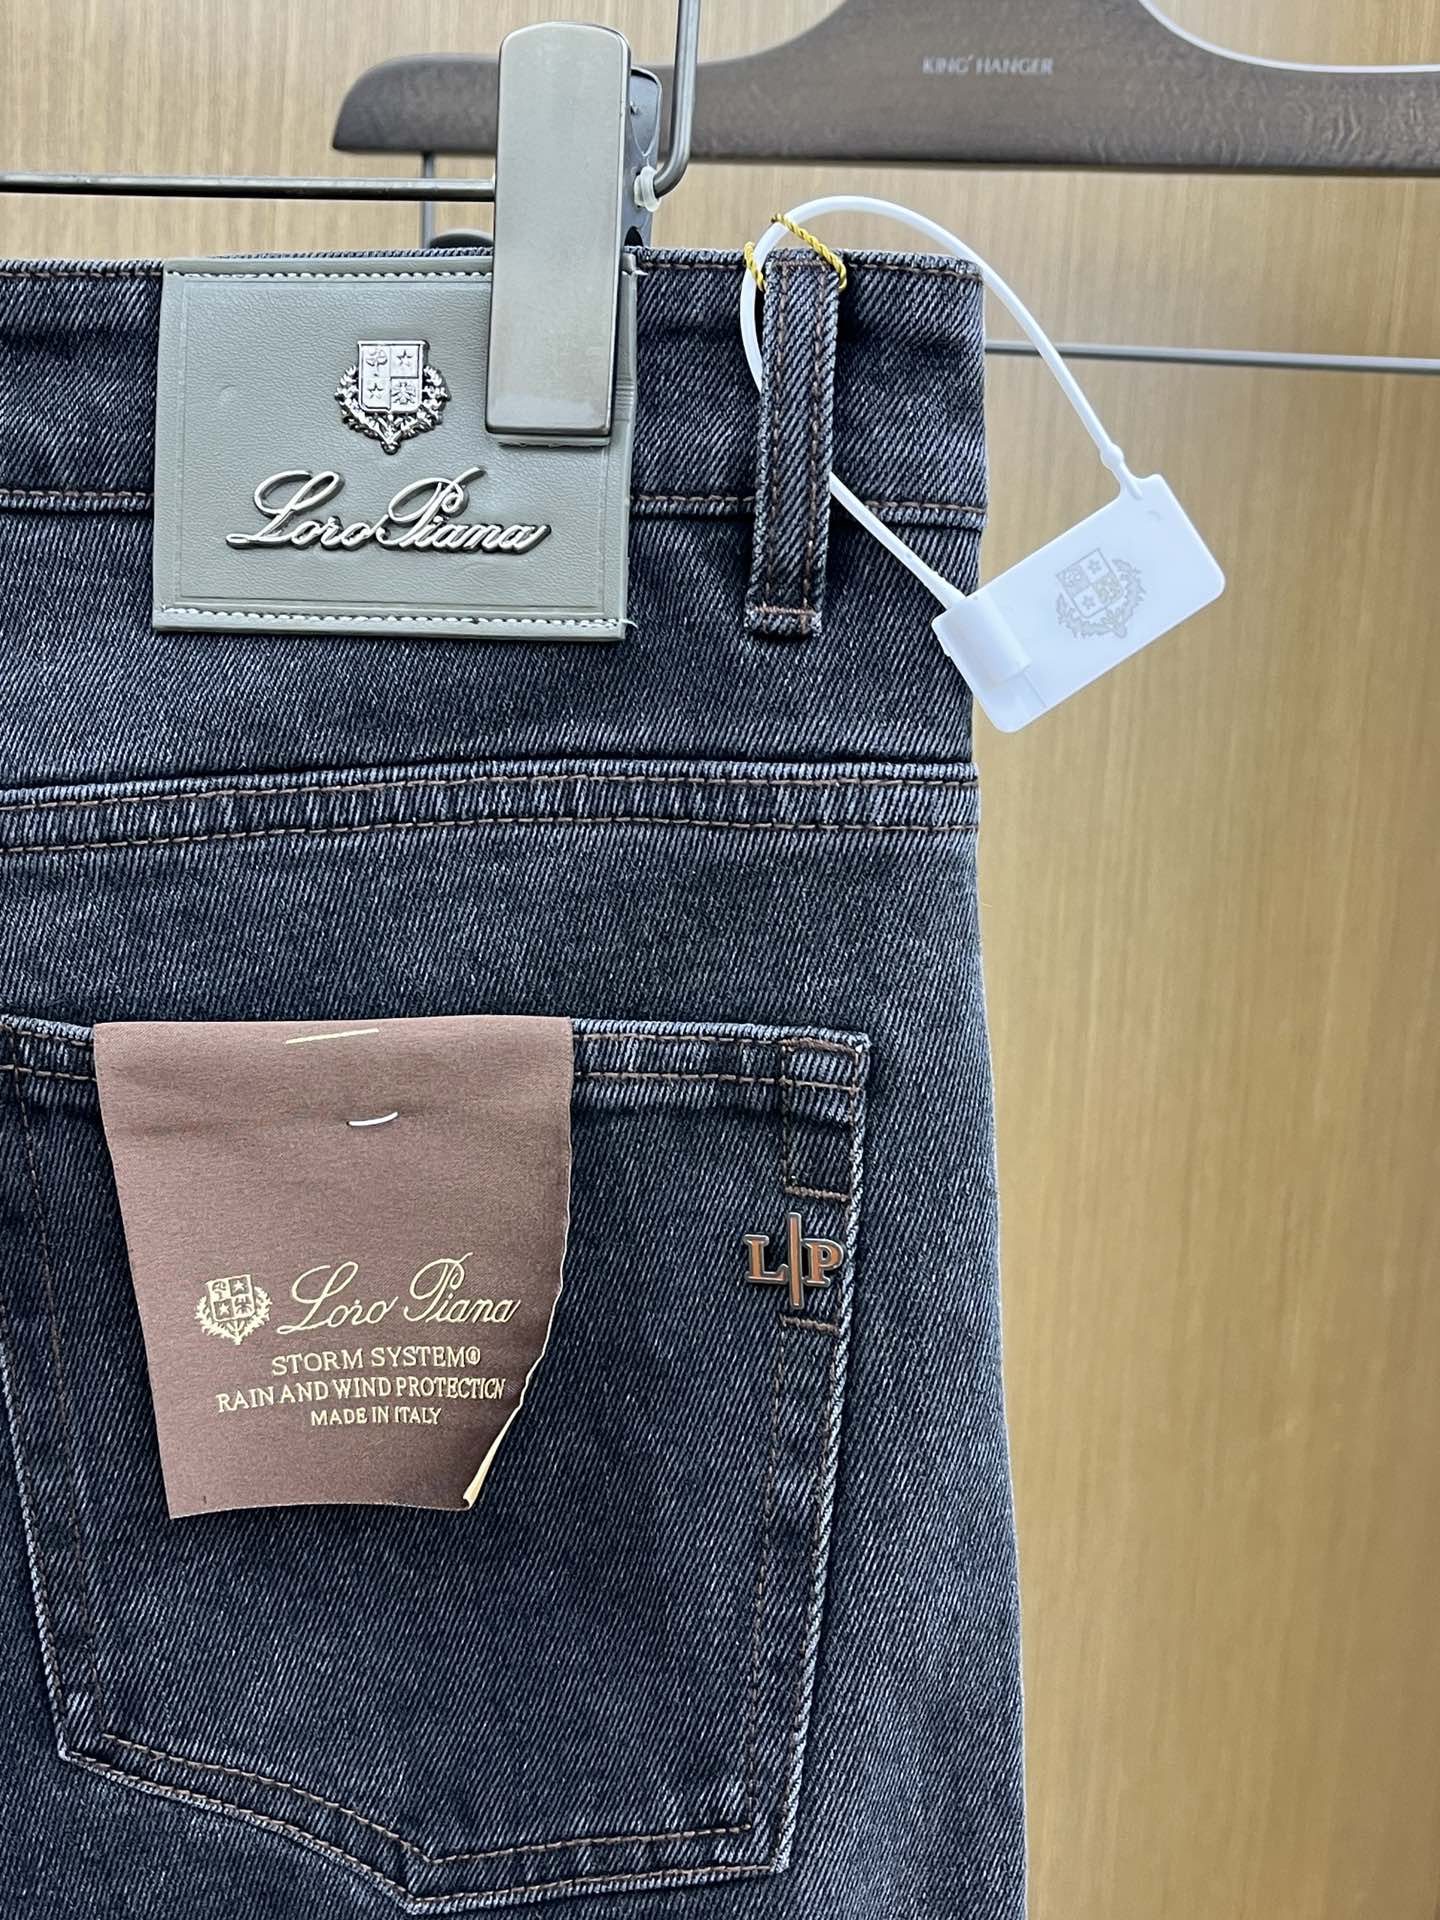 KING HANGER
Loro Piana
L P
Loro Piana
STORM SYSTEM®
RAIN AND WIND PROTECTION
MADE IN ITALY